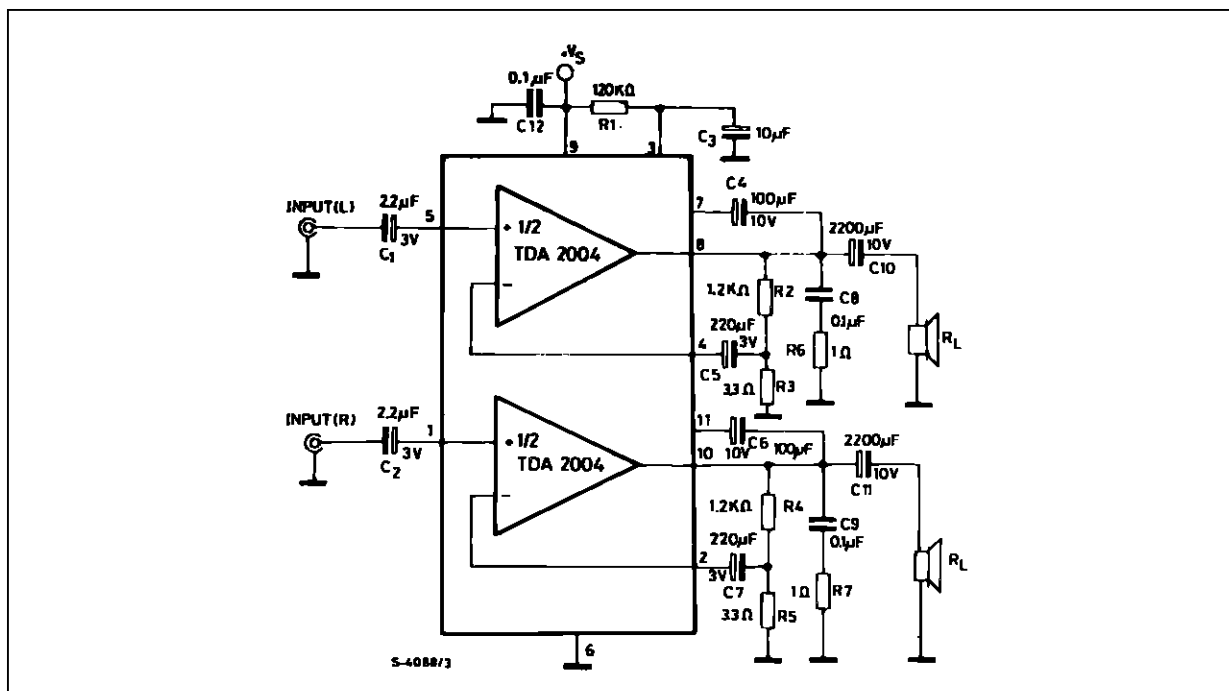 +VS
0.1µF
C12
120KΩ
R1
9
3
C3
10µF
INPUT(L)
2.2µF
3V
C1
5
+ 1/2
TDA 2004
-
7
C4
100µF
10V
8
2200µF
10V
C10
1.2KΩ
R2
C8
0.1µF
220µF
3V
4
C5
R6
1Ω
RL
3.3Ω
R3
INPUT(R)
2.2µF
3V
C2
1
+ 1/2
TDA 2004
-
11
C6
10V
100µF
10
2200µF
10V
C11
1.2KΩ
R4
C9
0.1µF
220µF
2
3V
C7
1Ω
R7
RL
3.3Ω
R5
6
S-4088/3